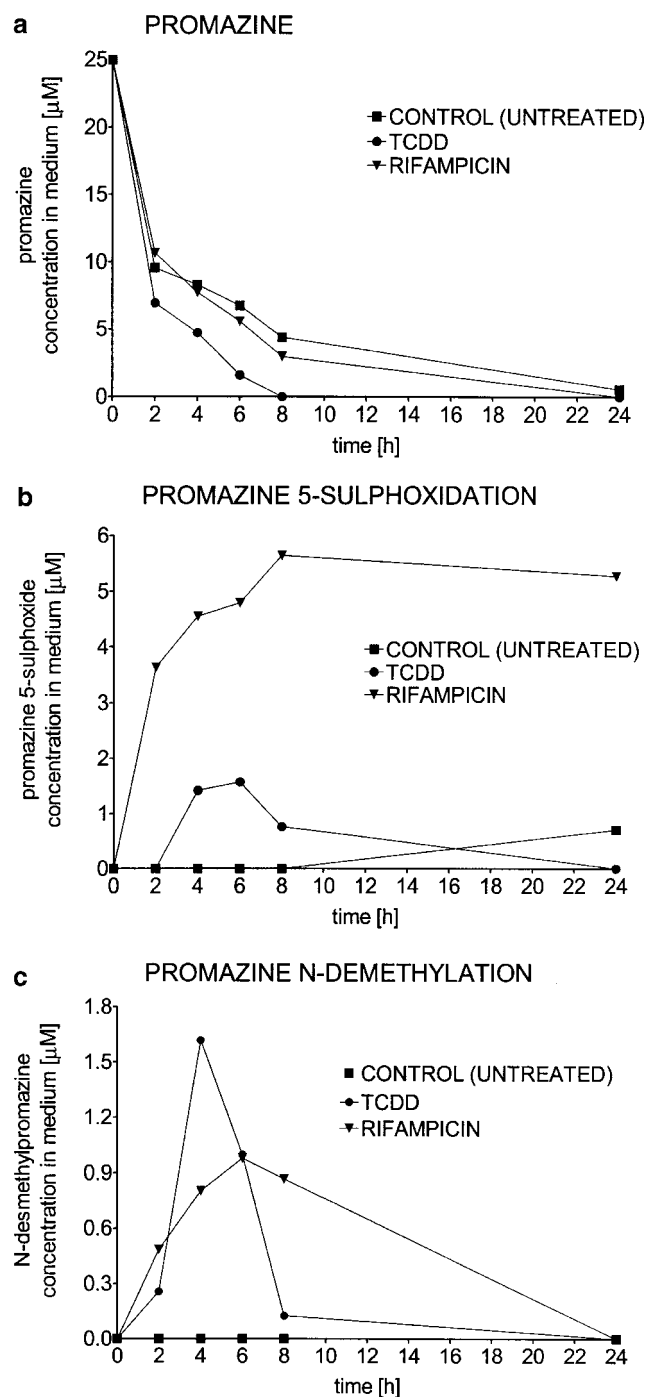 a PROMAZINE
promazine
concentration in medium [μM]
25
20
15
10
5
0
CONTROL (UNTREATED)
TCDD
RIFAMPICIN
0 2 4 6 8 10 12 14 16 18 20 22 24
time [h]
b PROMAZINE 5-SULPHOXIDATION
promazine 5-sulphoxide
concentration in medium [μM]
6
5
4
3
2
1
0
CONTROL (UNTREATED)
TCDD
RIFAMPICIN
0 2 4 6 8 10 12 14 16 18 20 22 24
time [h]
c PROMAZINE N-DEMETHYLATION
N-desmethylpromazine
concentration in medium [μM]
1.8
1.5
1.2
0.9
0.6
0.3
0.0
CONTROL (UNTREATED)
TCDD
RIFAMPICIN
0 2 4 6 8 10 12 14 16 18 20 22 24
time [h]